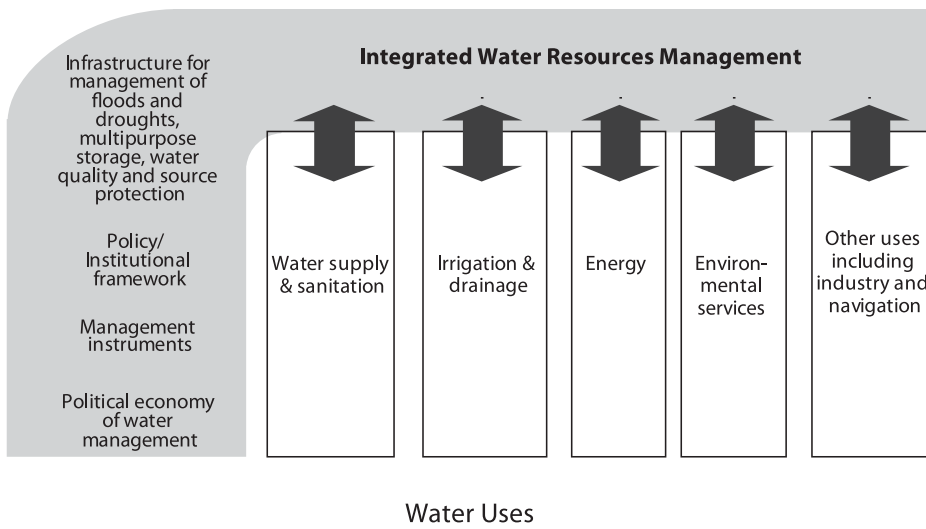 Integrated Water Resources Management
Infrastructure for
management of
floods and
droughts,
multipurpose
storage, water
quality and source
protection
Policy/
Institutional
framework
Management
instruments
Political economy
of water
management
Water supply
& sanitation
Irrigation &
drainage
Energy
Environ-
mental
services
Other uses
including
industry and
navigation
Water Uses